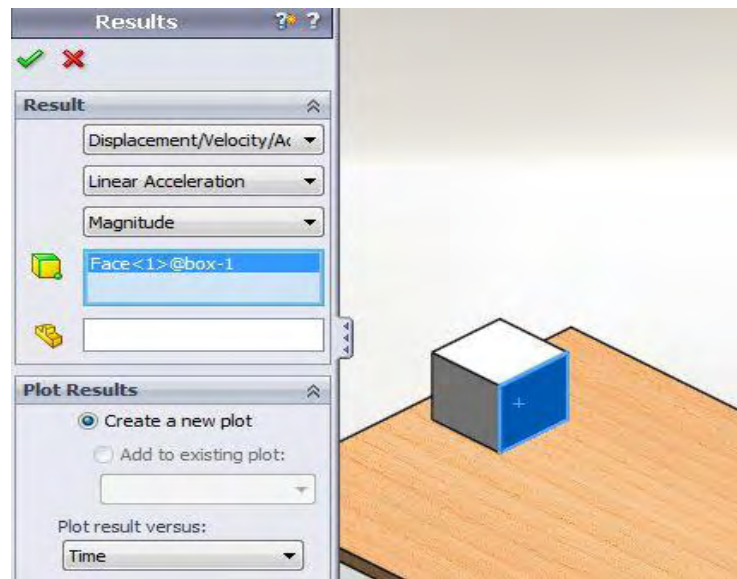 Results ? ?
Result
Displacement/Velocity/Ac
Linear Acceleration
Magnitude
Face<1>@box-1
Plot Results
Create a new plot
Add to existing plot:
Plot result versus:
Time